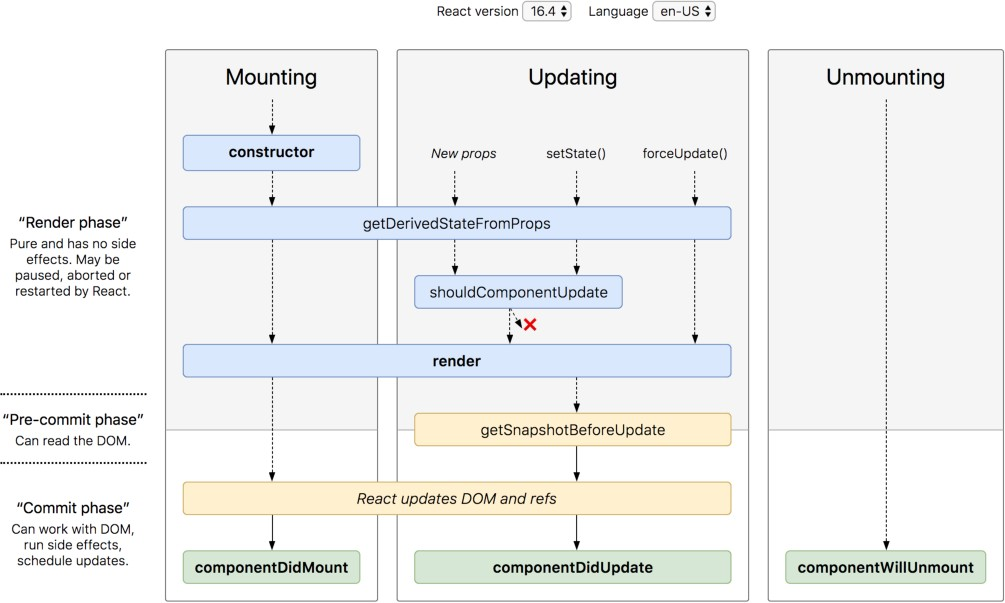 React version 16.4 Language en-US
Mounting
Updating
Unmounting
constructor
New props
setState()
forceUpdate()
“Render phase”
Pure and has no side
effects. May be
paused, aborted or
restarted by React.
getDerivedStateFromProps
shouldComponentUpdate
render
“Pre-commit phase”
Can read the DOM.
getSnapshotBeforeUpdate
React updates DOM and refs
“Commit phase”
Can work with DOM,
run side effects,
schedule updates.
componentDidMount
componentDidUpdate
componentWillUnmount